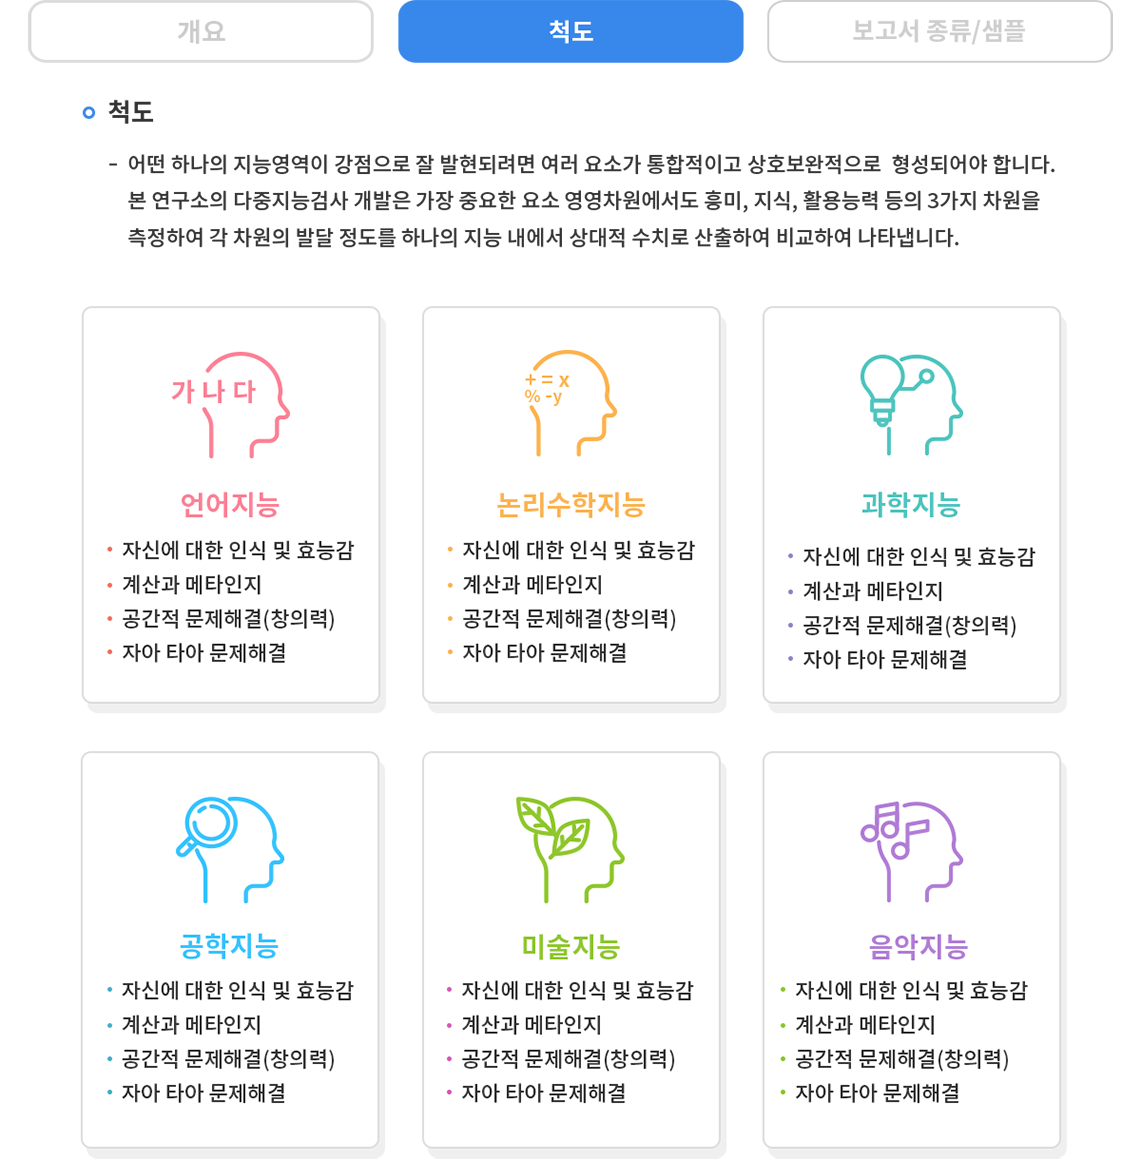 개요
척도
보고서 종류/샘플
척도
- 어떤 하나의 지능영역이 강점으로 잘 발현되려면 여러 요소가 통합적이고 상호보완적으로 형성되어야 합니다.
본 연구소의 다중지능검사 개발은 가장 중요한 요소 영영차원에서도 흥미, 지식, 활용능력 등의 3가지 차원을
측정하여 각 차원의 발달 정도를 하나의 지능 내에서 상대적 수치로 산출하여 비교하여 나타냅니다.
가 나 다
언어지능
• 자신에 대한 인식 및 효능감
• 계산과 메타인지
• 공간적 문제해결(창의력)
• 자아 타아 문제해결
+ = x
% -y
논리수학지능
• 자신에 대한 인식 및 효능감
• 계산과 메타인지
• 공간적 문제해결(창의력)
• 자아 타아 문제해결
과학지능
• 자신에 대한 인식 및 효능감
• 계산과 메타인지
• 공간적 문제해결(창의력)
• 자아 타아 문제해결
공학지능
• 자신에 대한 인식 및 효능감
• 계산과 메타인지
• 공간적 문제해결(창의력)
• 자아 타아 문제해결
미술지능
• 자신에 대한 인식 및 효능감
• 계산과 메타인지
• 공간적 문제해결(창의력)
• 자아 타아 문제해결
음악지능
• 자신에 대한 인식 및 효능감
• 계산과 메타인지
• 공간적 문제해결(창의력)
• 자아 타아 문제해결